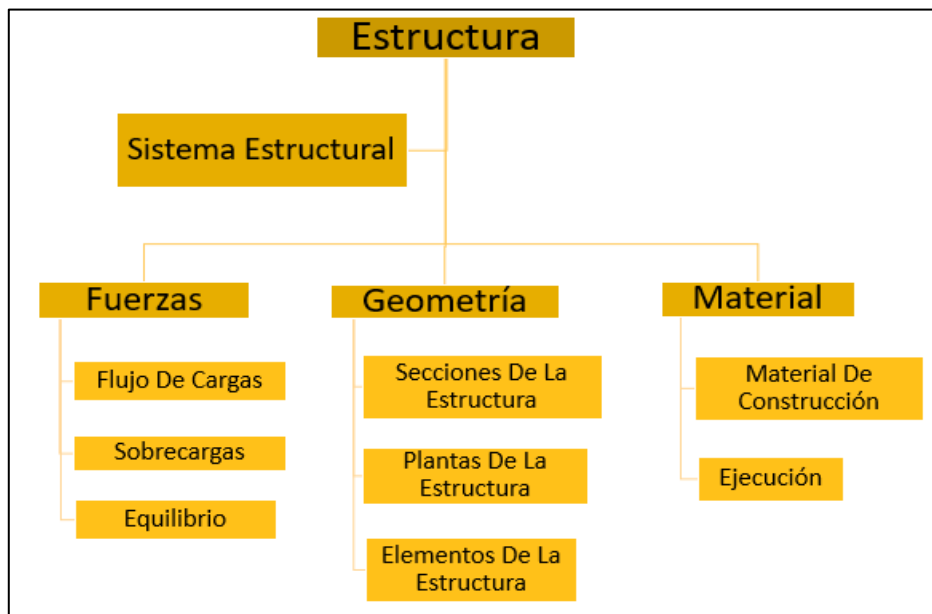 Estructura
Sistema Estructural
Fuerzas
Flujo De Cargas
Sobrecargas
Equilibrio
Geometría
Secciones De La
Estructura
Plantas De La
Estructura
Elementos De La
Estructura
Material
Material De
Construcción
Ejecución